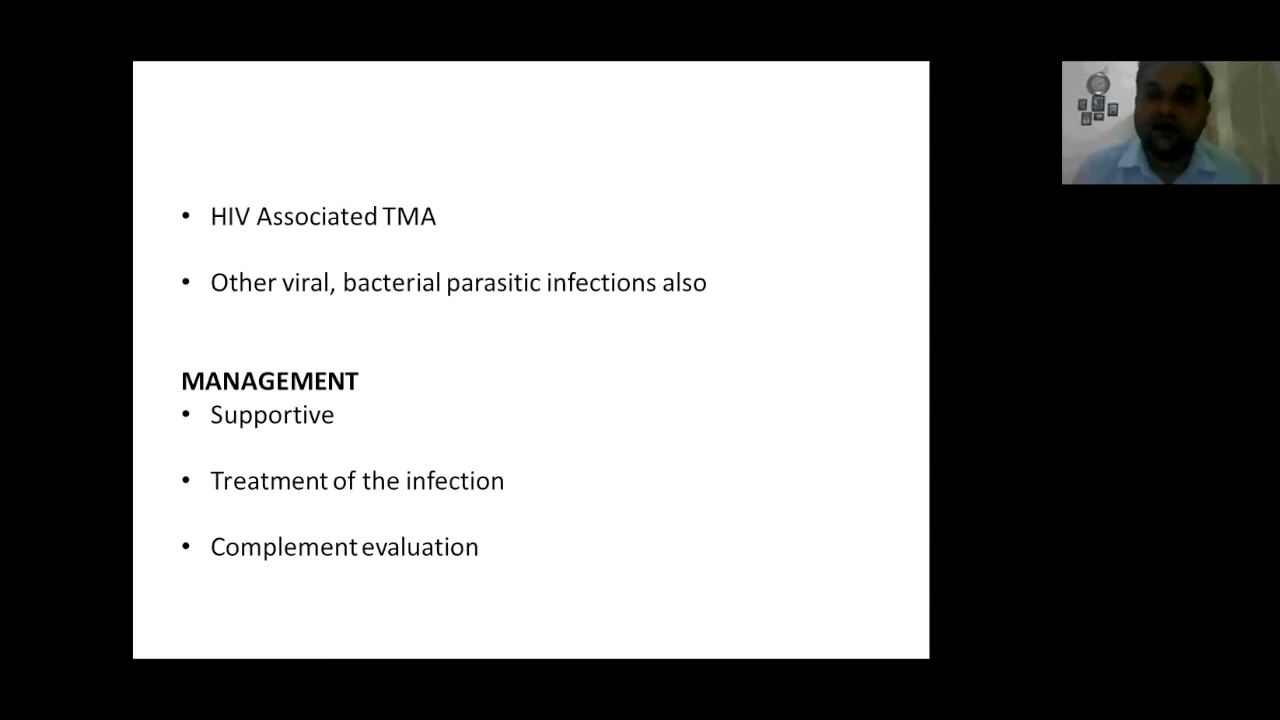 • HIV Associated TMA
• Other viral, bacterial parasitic infections also
MANAGEMENT
• Supportive
• Treatment of the infection
• Complement evaluation